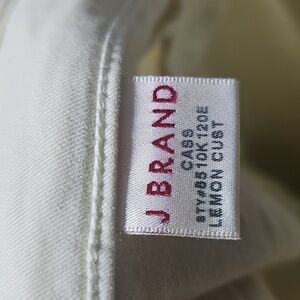 J BRAND
CASS
STY#8510K120E
LEMON CUST